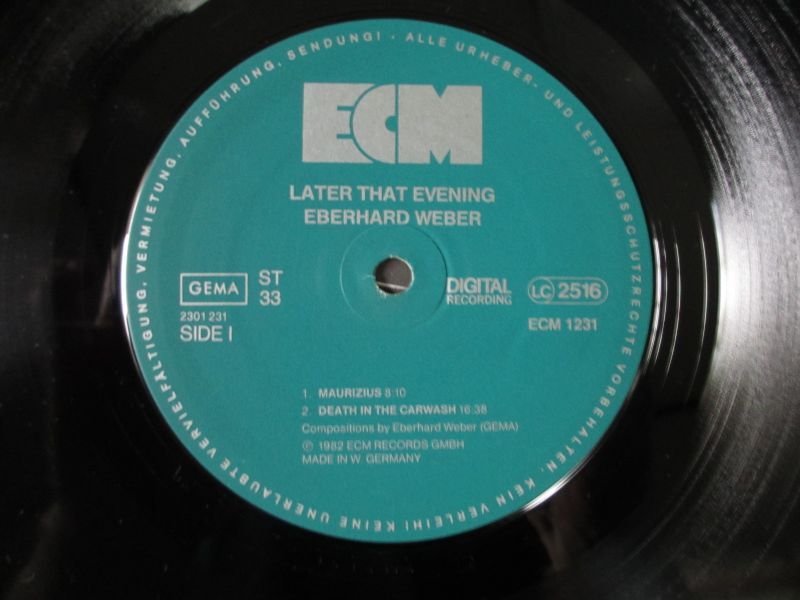 ALLE URHEBER- UND LEISTUNGSSCHUTZRECHTE VORBEHALTEN. KEIN VERLEIH! KEINE UNERLAUBTE VERVIELFÄLTIGUNG, VERMIETUNG, AUFFÜHRUNG, SENDUNG! -
ECM
LATER THAT EVENING
EBERHARD WEBER
GEMA
ST
33
DIGITAL
RECORDING
LC 2516
2301 231
SIDE I
ECM 1231
1. MAURIZIUS 8:10
2. DEATH IN THE CARWASH 16:38
Compositions by Eberhard Weber (GEMA)
℗ 1982 ECM RECORDS GMBH
MADE IN W. GERMANY